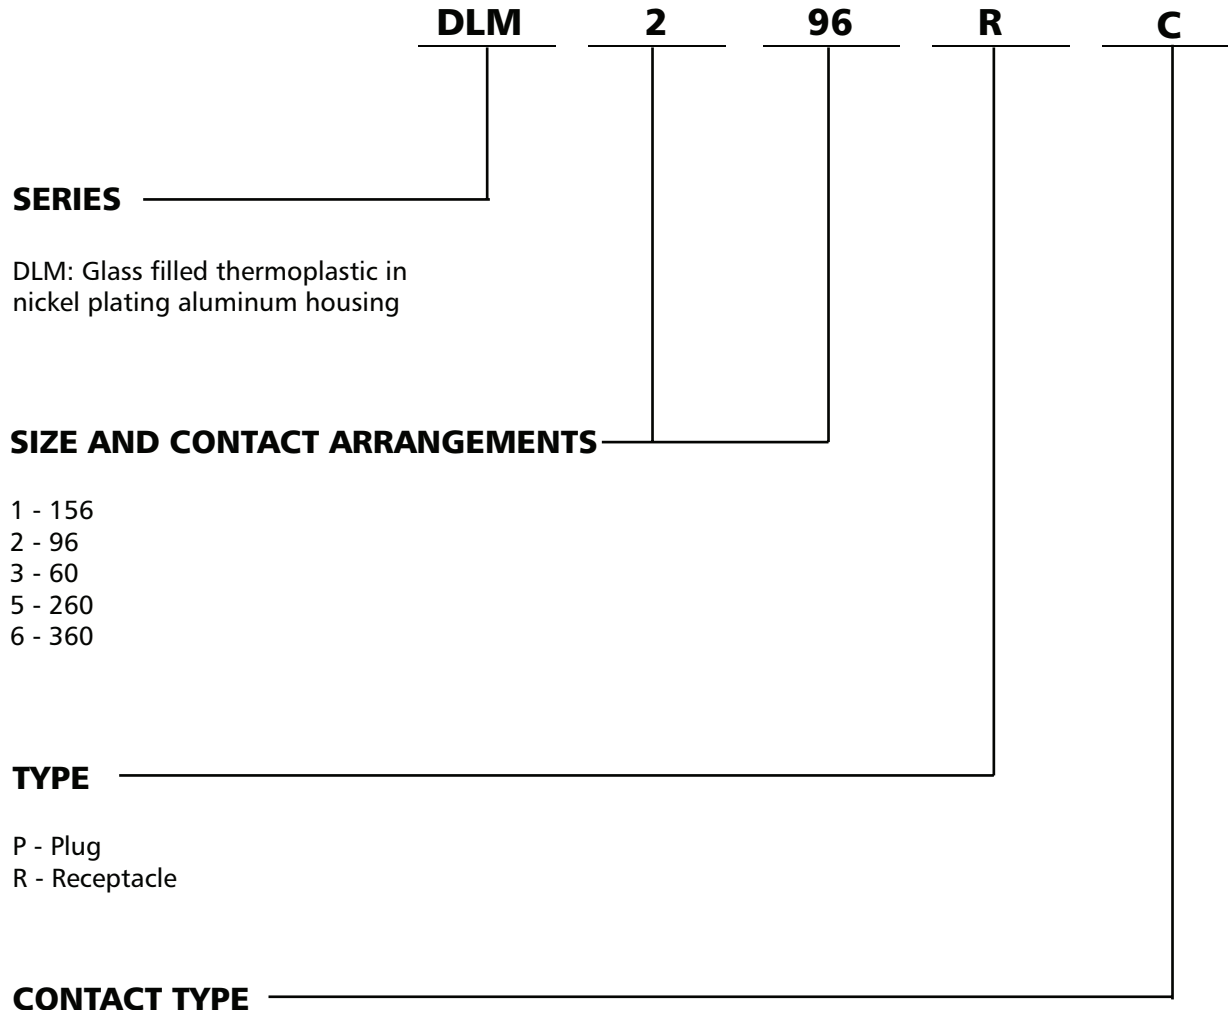 DLM 2 96 R C
SERIES
DLM: Glass filled thermoplastic in
nickel plating aluminum housing
SIZE AND CONTACT ARRANGEMENTS
1 - 156
2 - 96
3 - 60
5 - 260
6 - 360
TYPE
P - Plug
R - Receptacle
CONTACT TYPE